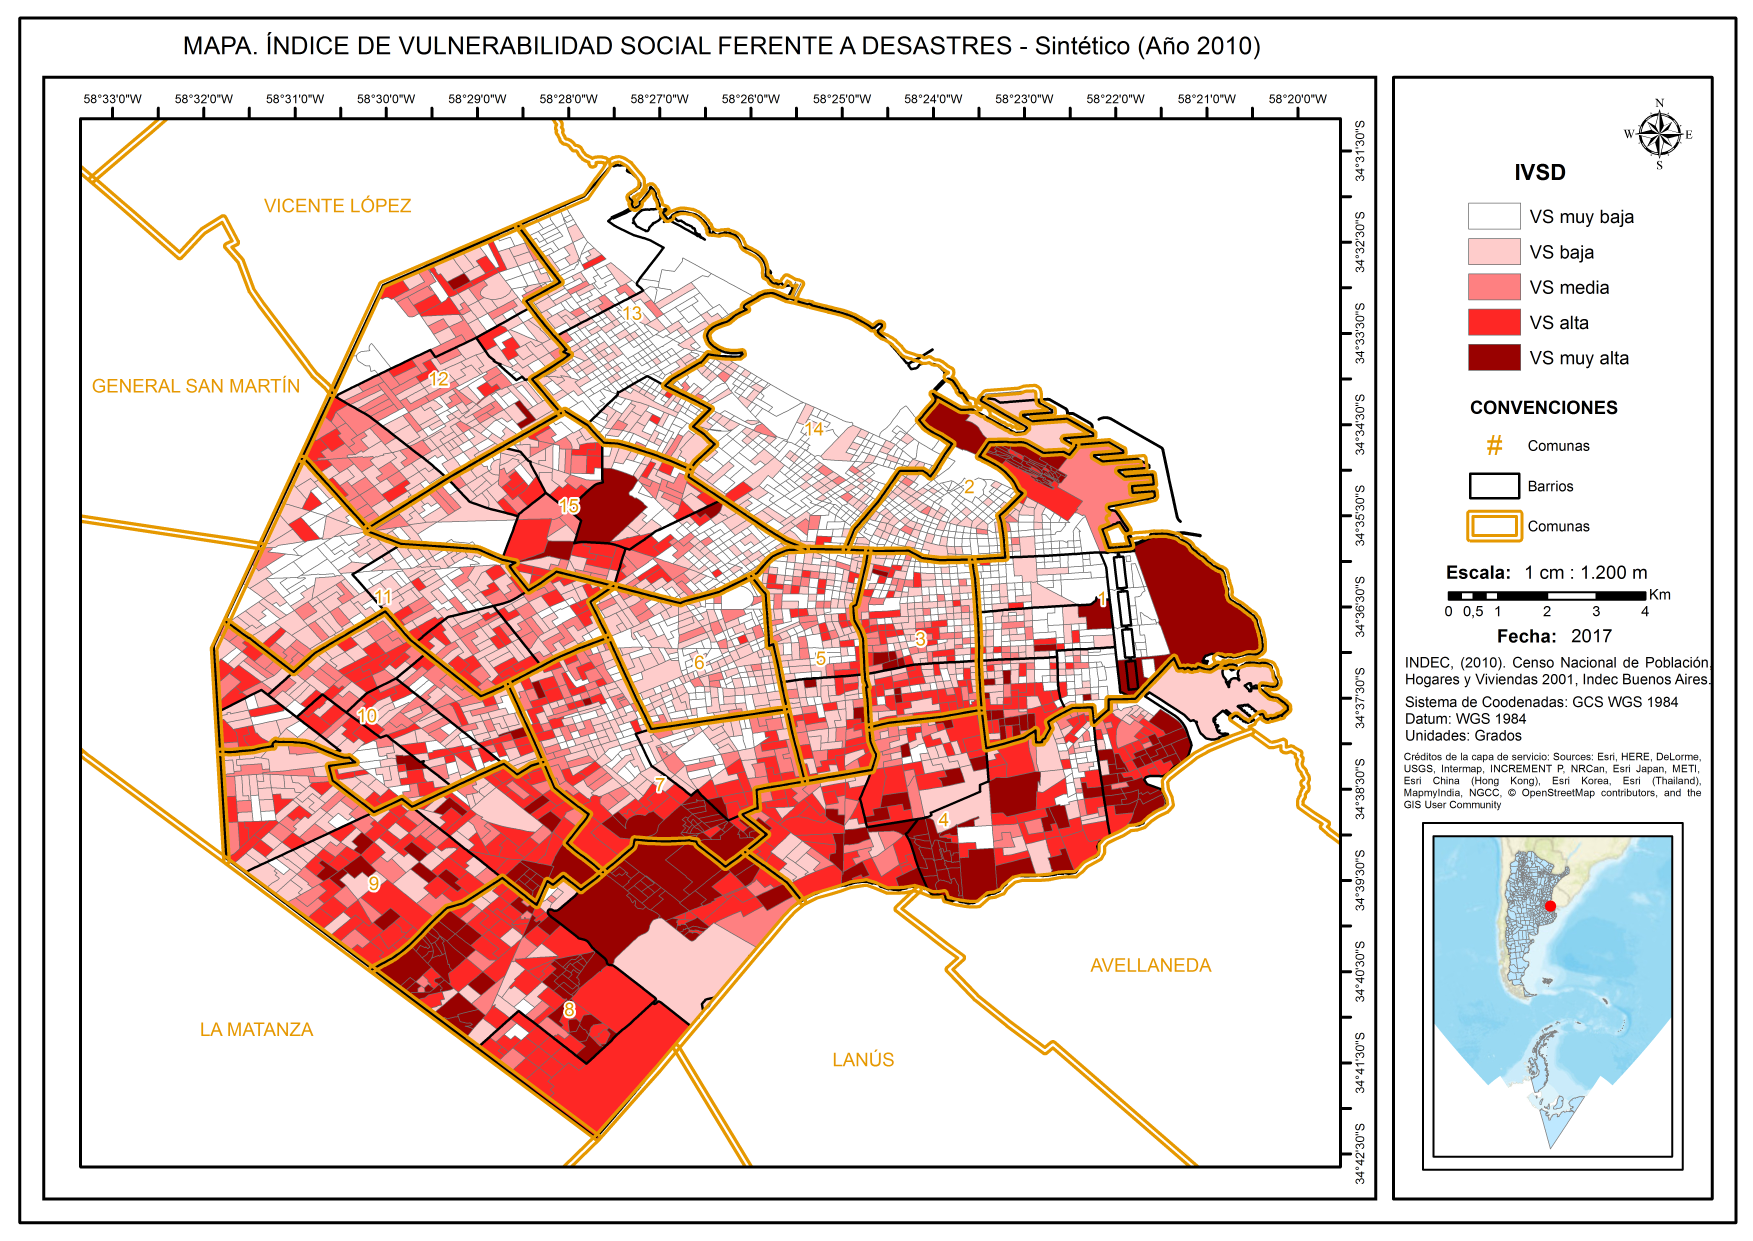 MAPA. ÍNDICE DE VULNERABILIDAD SOCIAL FERENTE A DESASTRES - Sintético (Año 2010)
58°33'0"W 58°32'0"W 58°31'0"W 58°30'0"W 58°29'0"W 58°28'0"W 58°27'0"W 58°26'0"W 58°25'0"W 58°24'0"W 58°23'0"W 58°22'0"W 58°21'0"W 58°20'0"W
34°31'30"S
34°32'30"S
34°33'30"S
34°34'30"S
34°35'30"S
34°36'30"S
34°37'30"S
34°38'30"S
34°39'30"S
34°40'30"S
34°41'30"S
34°42'30"S
VICENTE LÓPEZ
GENERAL SAN MARTÍN
LA MATANZA
LANÚS
AVELLANEDA
13
12
14
2
15
11
1
3
5
6
10
7
4
9
8
N
W E
S
IVSD
VS muy baja
VS baja
VS media
VS alta
VS muy alta
CONVENCIONES
# Comunas
Barrios
Comunas
Escala: 1 cm : 1.200 m
Km
0 0,5 1 2 3 4
Fecha: 2017
INDEC, (2010). Censo Nacional de Población,
Hogares y Viviendas 2001, Indec Buenos Aires.
Sistema de Coodenadas: GCS WGS 1984
Datum: WGS 1984
Unidades: Grados
Créditos de la capa de servicio: Sources: Esri, HERE, DeLorme,
USGS, Intermap, INCREMENT P, NRCan, Esri Japan, METI,
Esri China (Hong Kong), Esri Korea, Esri (Thailand),
MapmyIndia, NGCC, © OpenStreetMap contributors, and the
GIS User Community